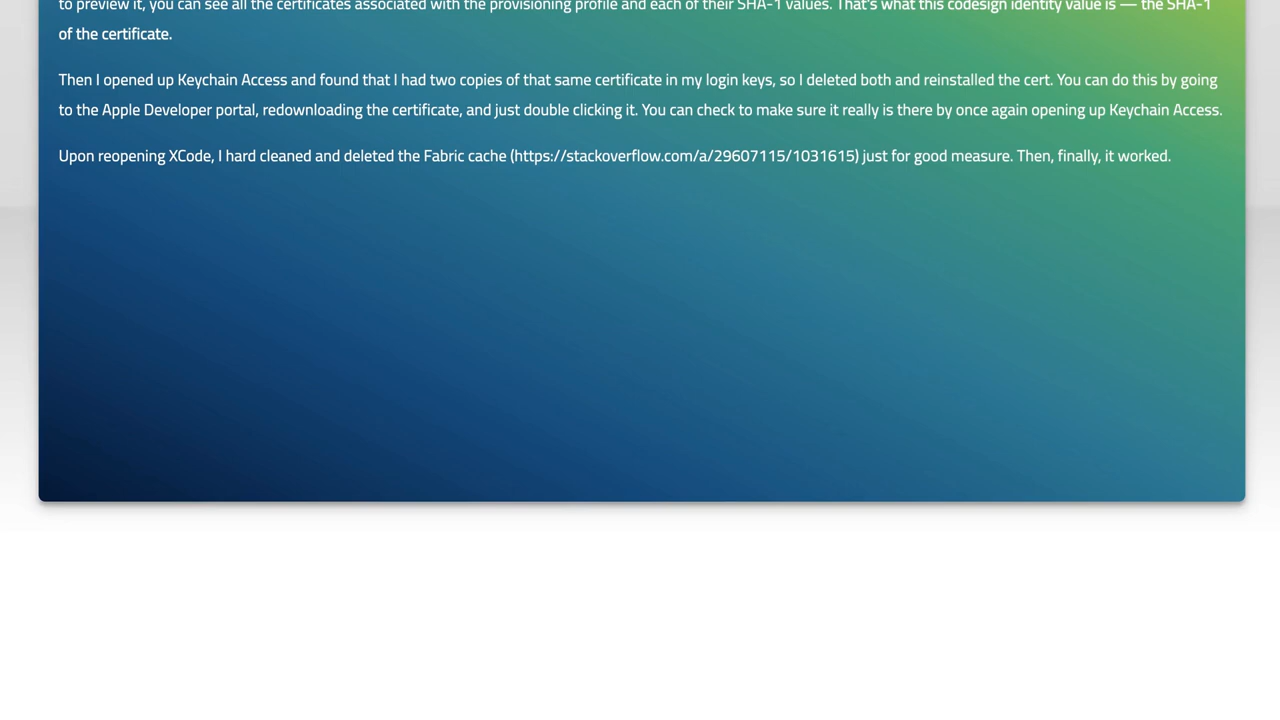 to preview it, you can see all the certificates associated with the provisioning profile and each of their SHA-1 values. That's what this codesign identity value is — the SHA-1
of the certificate.
Then I opened up Keychain Access and found that I had two copies of that same certificate in my login keys, so I deleted both and reinstalled the cert. You can do this by going
to the Apple Developer portal, redownloading the certificate, and just double clicking it. You can check to make sure it really is there by once again opening up Keychain Access.
Upon reopening XCode, I hard cleaned and deleted the Fabric cache (https://stackoverflow.com/a/29607115/1031615) just for good measure. Then, finally, it worked.